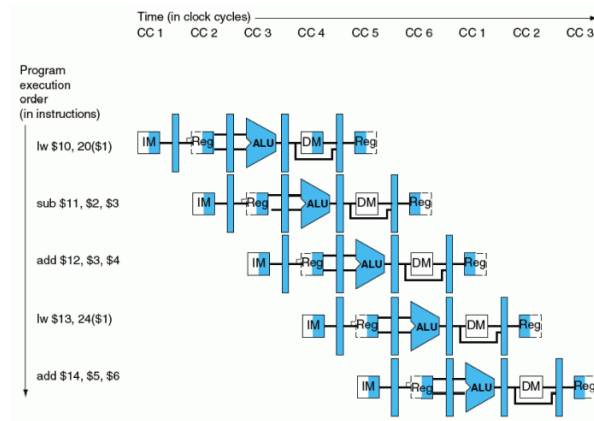 Time (in clock cycles)
CC 1 CC 2 CC 3 CC 4 CC 5 CC 6 CC 1 CC 2 CC 3
Program
execution
order
(in instructions)
lw $10, 20($1)
IM Reg ALU DM Reg
sub $11, $2, $3
IM Reg ALU DM Reg
add $12, $3, $4
IM Reg ALU DM Reg
lw $13, 24($1)
IM Reg ALU DM Reg
add $14, $5, $6
IM Reg ALU DM Reg